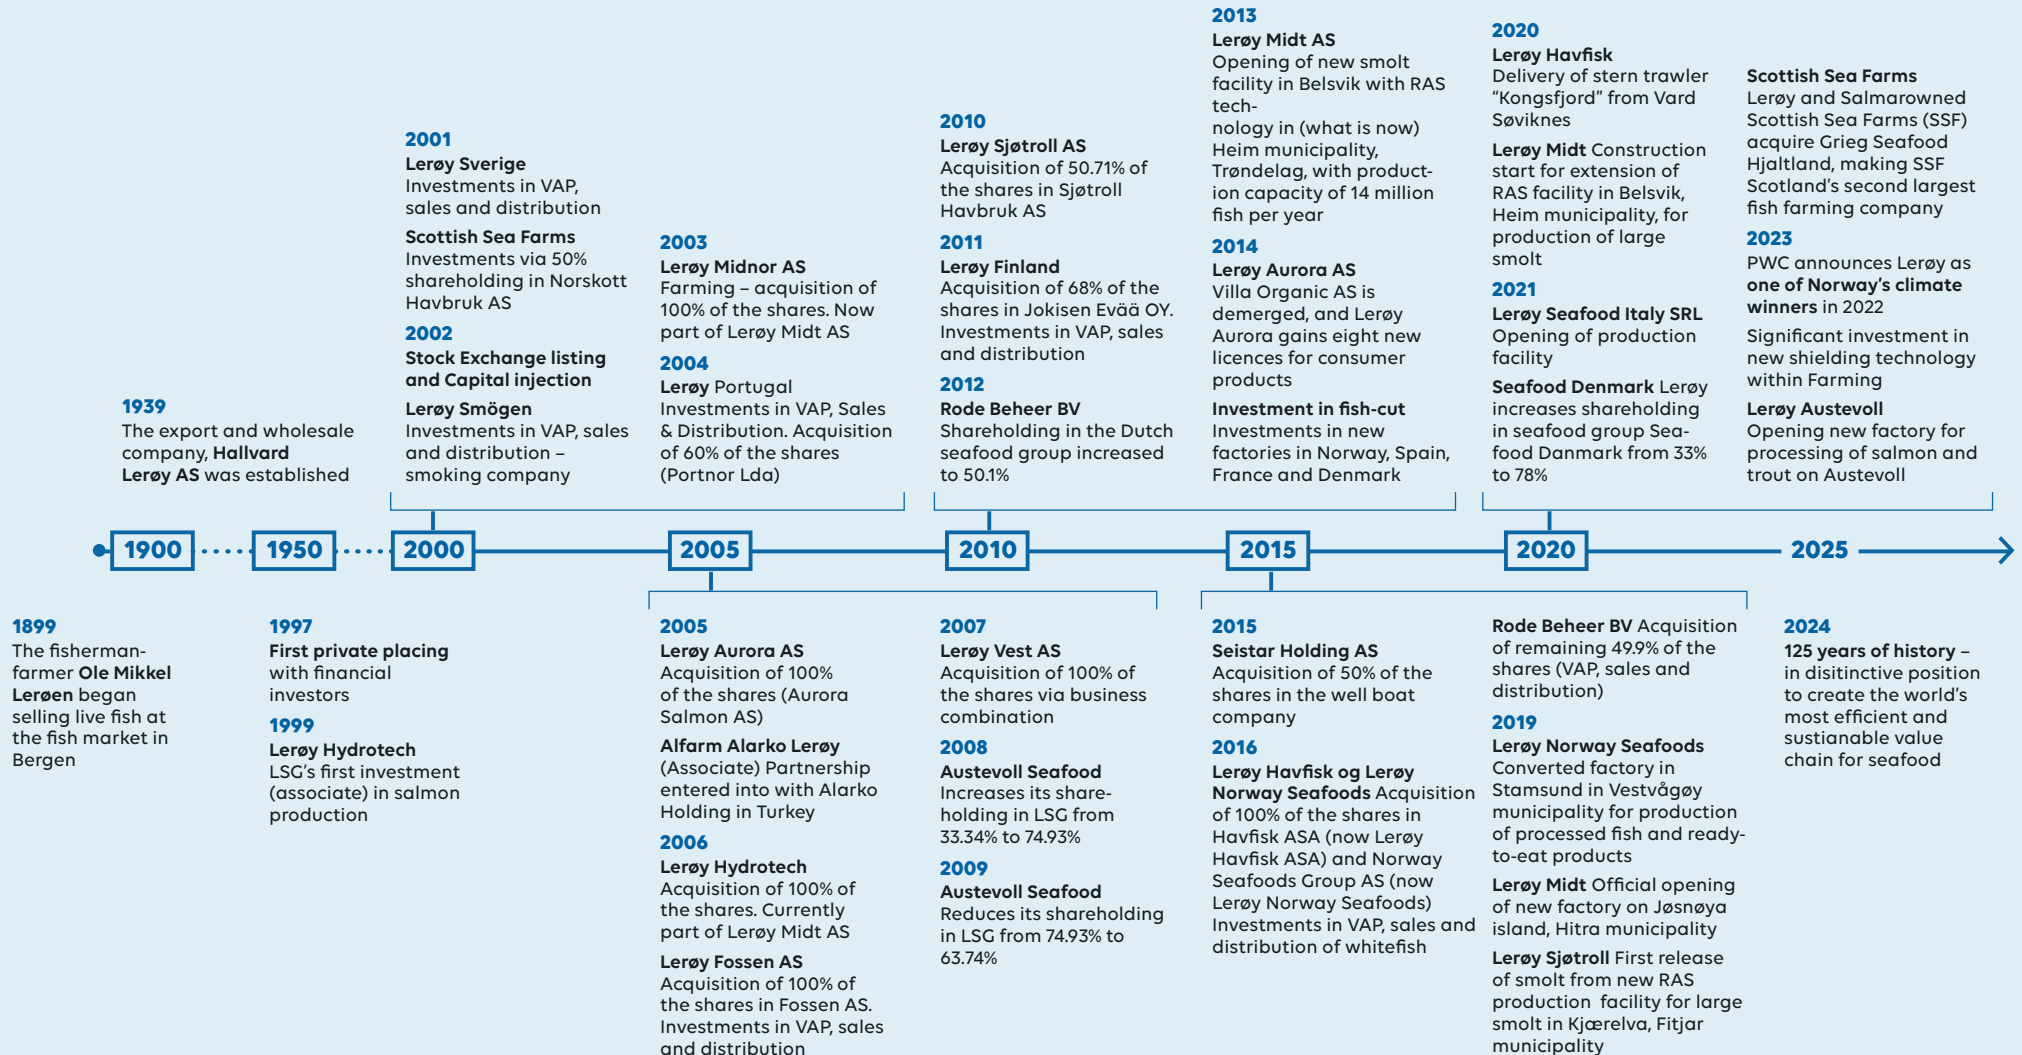 1939
The export and wholesale
company, Hallvard
Lerøy AS was established
2001
Lerøy Sverige
Investments in VAP,
sales and distribution
Scottish Sea Farms
Investments via 50%
shareholding in Norskott
Havbruk AS
2002
Stock Exchange listing
and Capital injection
Lerøy Smögen
Investments in VAP, sales
and distribution –
smoking company
2003
Lerøy Midnor AS
Farming – acquisition of
100% of the shares. Now
part of Lerøy Midt AS
2004
Lerøy Portugal
Investments in VAP, Sales
& Distribution. Acquisition
of 60% of the shares
(Portnor Lda)
2010
Lerøy Sjøtroll AS
Acquisition of 50.71% of
the shares in Sjøtroll
Havbruk AS
2011
Lerøy Finland
Acquisition of 68% of the
shares in Jokisen Evää OY.
Investments in VAP, sales
and distribution
2012
Rode Beheer BV
Shareholding in the Dutch
seafood group increased
to 50.1%
2013
Lerøy Midt AS
Opening of new smolt
facility in Belsvik with RAS
tech-
nology in (what is now)
Heim municipality,
Trøndelag, with product-
ion capacity of 14 million
fish per year
2014
Lerøy Aurora AS
Villa Organic AS is
demerged, and Lerøy
Aurora gains eight new
licences for consumer
products
Investment in fish-cut
Investments in new
factories in Norway, Spain,
France and Denmark
2020
Lerøy Havfisk
Delivery of stern trawler
“Kongsfjord” from Vard
Søviknes
Lerøy Midt Construction
start for extension of
RAS facility in Belsvik,
Heim municipality, for
production of large
smolt
2021
Lerøy Seafood Italy SRL
Opening of production
facility
Seafood Denmark Lerøy
increases shareholding
in seafood group Sea-
food Danmark from 33%
to 78%
Scottish Sea Farms
Lerøy and Salmarowned
Scottish Sea Farms (SSF)
acquire Grieg Seafood
Hjaltland, making SSF
Scotland’s second largest
fish farming company
2023
PWC announces Lerøy as
one of Norway’s climate
winners in 2022
Significant investment in
new shielding technology
within Farming
Lerøy Austevoll
Opening new factory for
processing of salmon and
trout on Austevoll
1900 1950 2000 2005 2010 2015 2020 2025
1899
The fisherman-
farmer Ole Mikkel
Lerøen began
selling live fish at
the fish market in
Bergen
1997
First private placing
with financial
investors
1999
Lerøy Hydrotech
LSG’s first investment
(associate) in salmon
production
2005
Lerøy Aurora AS
Acquisition of 100%
of the shares (Aurora
Salmon AS)
Alfarm Alarko Lerøy
(Associate) Partnership
entered into with Alarko
Holding in Turkey
2006
Lerøy Hydrotech
Acquisition of 100% of
the shares. Currently
part of Lerøy Midt AS
Lerøy Fossen AS
Acquisition of 100% of
the shares in Fossen AS.
Investments in VAP, sales
and distribution
2007
Lerøy Vest AS
Acquisition of 100% of
the shares via business
combination
2008
Austevoll Seafood
Increases its share-
holding in LSG from
33.34% to 74.93%
2009
Austevoll Seafood
Reduces its shareholding
in LSG from 74.93% to
63.74%
2015
Seistar Holding AS
Acquisition of 50% of the
shares in the well boat
company
2016
Lerøy Havfisk og Lerøy
Norway Seafoods Acquisition
of 100% of the shares in
Havfisk ASA (now Lerøy
Havfisk ASA) and Norway
Seafoods Group AS (now
Lerøy Norway Seafoods)
Investments in VAP, sales and
distribution of whitefish
Rode Beheer BV Acquisition
of remaining 49.9% of the
shares (VAP, sales and
distribution)
2019
Lerøy Norway Seafoods
Converted factory in
Stamsund in Vestvågøy
municipality for production
of processed fish and ready-
to-eat products
Lerøy Midt Official opening
of new factory on Jøsnøya
island, Hitra municipality
Lerøy Sjøtroll First release
of smolt from new RAS
production facility for large
smolt in Kjærelva, Fitjar
municipality
2024
125 years of history –
in disitinctive position
to create the world’s
most efficient and
sustianable value
chain for seafood